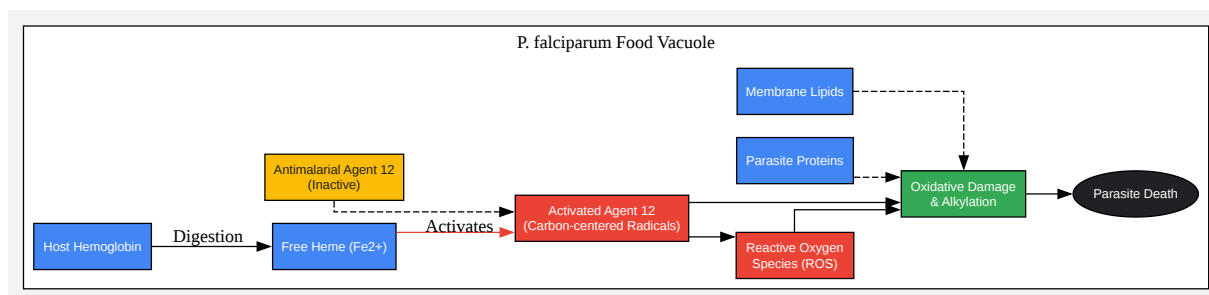 P. falciparum Food Vacuole
Membrane Lipids
Parasite Proteins
Antimalarial Agent 12
(Inactive)
Oxidative Damage
& Alkylation
Parasite Death
Activated Agent 12
(Carbon-centered Radicals)
Host Hemoglobin
Digestion
Free Heme (Fe2+)
Activates
Reactive Oxygen
Species (ROS)